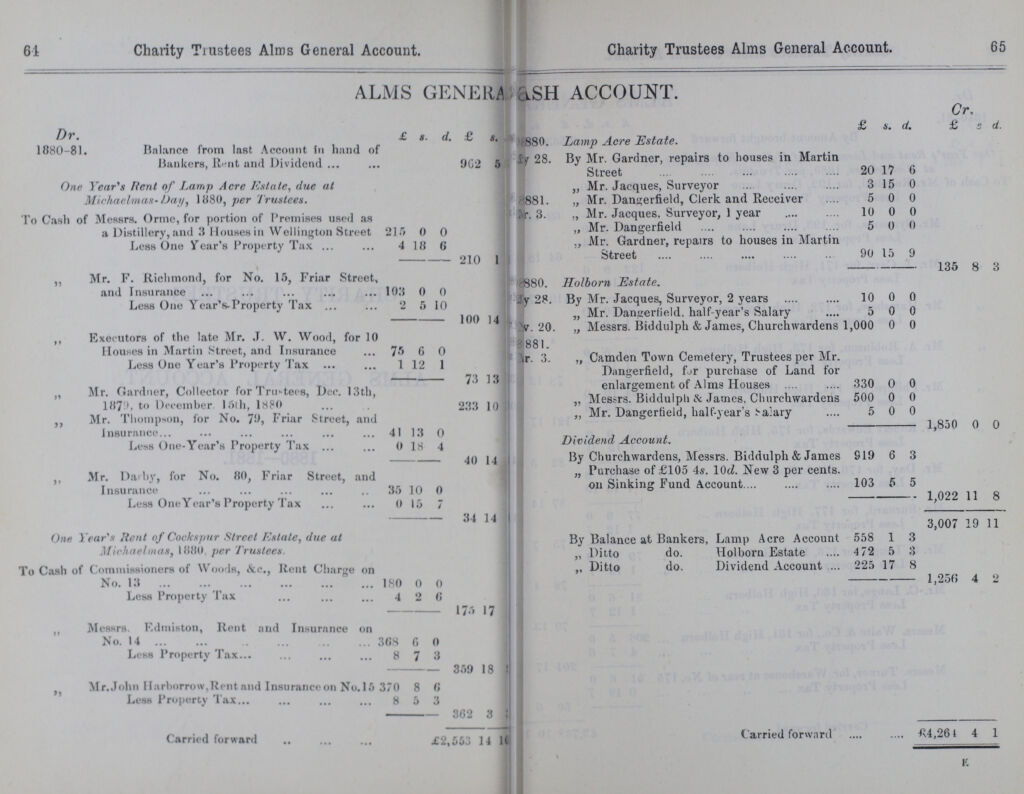 64 Charity Trustees Alms General Account.
ALMS GENERA
Dr. £ s. d. £ s.
1880-81. Balance from last Account in hand of
Bankers, Rent and Dividend ... ... 962 5
One Year's Rent of Lamp Acre Estate, due at
Michaelmas-Day, 1880, per Trustees.
To Cash of Messrs. Orme, for portion of Premises used as
a Distillery, and 3 Houses in Wellington Street 215 0 0
Less One Year's Property Tax ... ... 4 18 6
210 1
„ Mr. F. Richmond, for No. 15, Friar Street,
and Insurance ... ... ... ... ... 103 0 0
Less One Year's Property Tax ... ... 2 5 10
100 14
„ Executors of the late Mr. J. W. Wood, for 10
Houses in Martin Street, and Insurance ... 75 6 0
Less One Year's Property Tax ... ... 1 12 1
73 13
„ Mr. Gardner, Collector for Trustees, Dec. 13th,
1879, to December 15th, 1880 ... .. 233 10
„ Mr. Thompson, for No. 79, Friar Street, and
Insurance... ... ... ... ... ... 41 13 0
Less One-Year's Property Tax ... ... 0 18 4
40 14
„ Mr. Darby, for No. 80, Friar Street, and
Insurance ... ... ... ... .. 35 10 0
Less One Year's Property Tax ... ... 0 15 7
34 14
One Year's Rent of Cockspur Street Estate, due at
Michaelmas, 1880, per Trustees.
To Cash of Commissioners of Woods, &c., Rent Charge on
No. 13 ... ... ... ... ... ... 180 0 0
Less Property Tax ... ... ... 4 2 6
175 17
„ Messrs. Edmiston, Rent and Insurance on
No. 14 ... ... ... ... ... ... 368 6 0
Less Property Tax... ... ... ... 8 7 3
359 18
„ Mr. John Harborrow, Rent and Insurance on No. 15 370 8 6
Less Property Tax... ... ... ... 8 5 3
362 3
Carried forward .. ... ... £2,553 14
Charity Trustees Alms General Account. 65
ASH ACCOUNT.
Cr.
£ s. d. £ s d.
1880. Lamp Acre Estate.
28. By Mr. Gardner, repairs to houses in Martin
Street .... .... .... .... .... 20 17 6
„ Mr. Jacques, Surveyor .... .... .... 3 15 0
1881. „ Mr. Dangerfield, Clerk and Receiver .... 5 0 0
3. „ Mr. Jacques, Surveyor, 1 year .... .... 10 0 0
„ Mr. Dangerfield .... .... .... .... 5 0 0
„ Mr. Gardner, repairs to houses in Martin
Street .... .... .... .... .... 90 15 9
135 8 3
1880. Holborn Estate.
28. By Mr. Jacques, Surveyor, 2 years .... .... 10 0 0
„ Mr. Dangerfield, half-year's Salary .... 5 0 0
20. „ Messrs. Biddulph & James, Churchwardens 1,000 0 0
1881.
3. „ Camden Town Cemetery, Trustees per Mr.
Dangerfield, for purchase of Land for
enlargement of Alms Houses .... .... 330 0 0
„ Messrs. Biddulph & James, Churchwardens 500 0 0
„ Mr. Dangerfield, half-year's Salary .... 5 0 0
1,850 0 0
Dividend Account.
By Churchwardens, Messrs. Biddulph & James 919 6 3
„ Purchase of £105 4s. 10d. New 3 per cents.
on Sinking Fund Account.... .... .... 103 5 5
1,022 11 8
3,007 19 11
By Balance at Bankers, Lamp Acre Account 558 1 3
„ Ditto do. Holborn Estate .... 472 5 3
„ Ditto do. Dividend Account .... 225 17 8
1,256 4 2
Carried forward .... .... £4,264 4 1
E